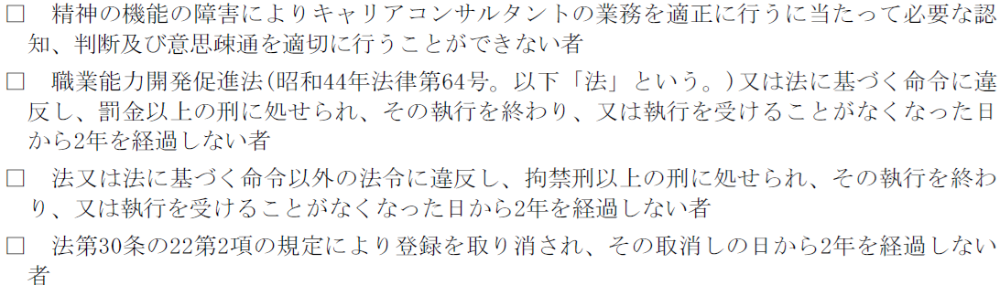 □　精神の機能の障害によりキャリアコンサルタントの業務を適正に行うに当たって必要な認
知、判断及び意思疎通を適切に行うことができない者
□　職業能力開発促進法(昭和44年法律第64号。以下「法」という。)又は法に基づく命令に違
反し、罰金以上の刑に処せられ、その執行を終わり、又は執行を受けることがなくなった日
から2年を経過しない者
□　法又は法に基づく命令以外の法令に違反し、拘禁刑以上の刑に処せられ、その執行を終わ
り、又は執行を受けることがなくなった日から2年を経過しない者
□　法第30条の22第2項の規定により登録を取り消され、その取消しの日から2年を経過しない
者